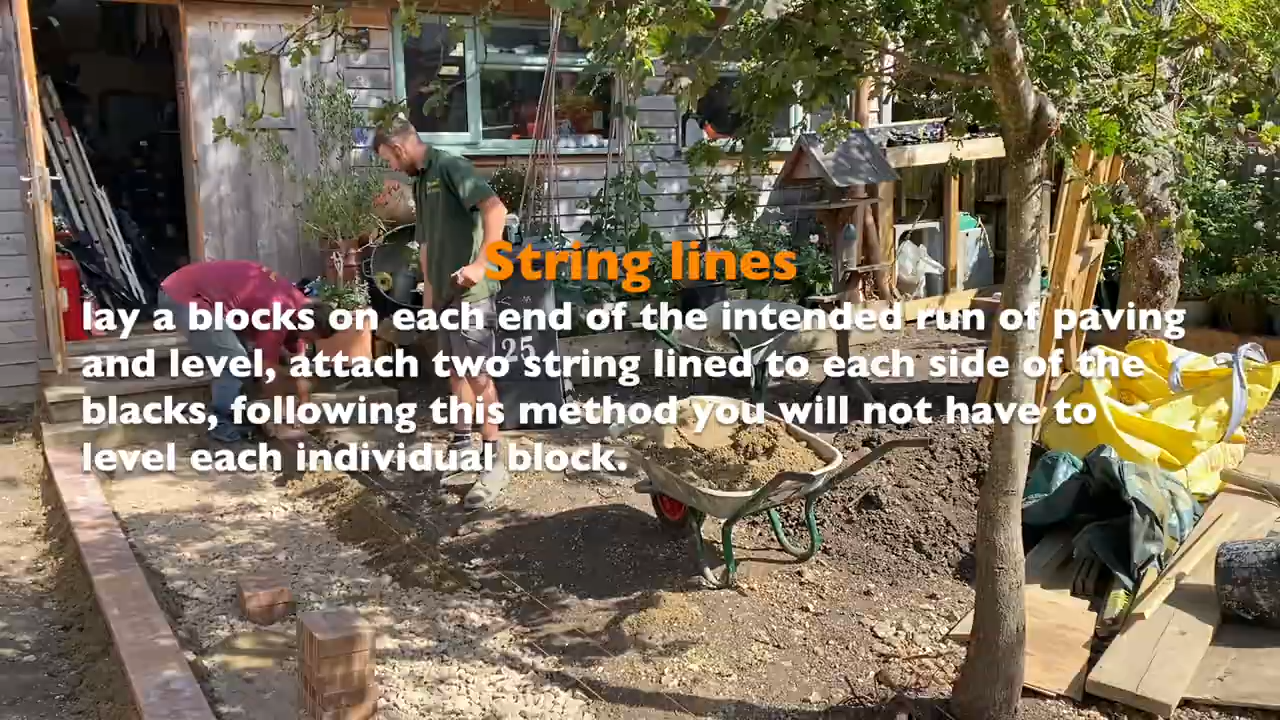 String lines
lay a blocks on each end of the intended run of paving
and level, attach two string lined to each side of the
blacks, following this method you will not have to
level each individual block.
25